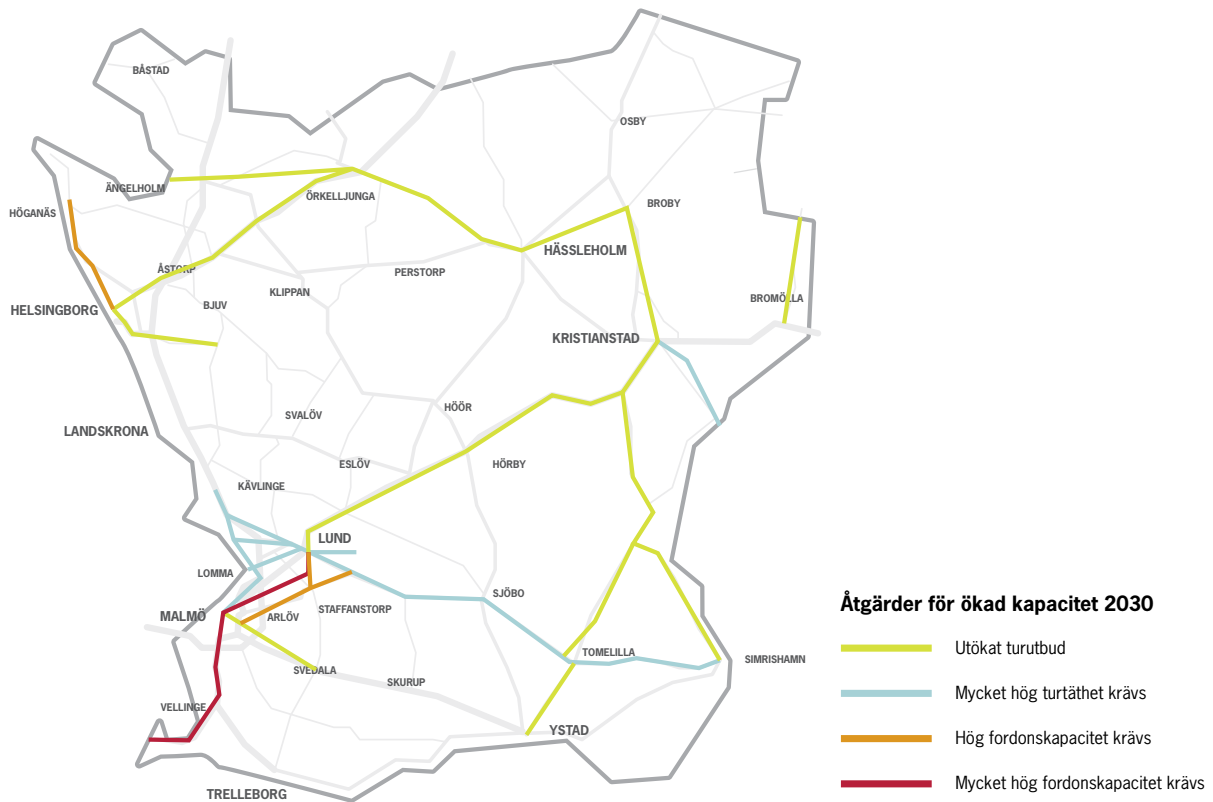 BÅSTAD
OSBY
ÄNGELHOLM
ÖRKELLJUNGA
BROBY
HÖGANÄS
HÄSSLEHOLM
ÅSTORP
PERSTORP
KLIPPAN
BJUV
BROMÖLLA
HELSINGBORG
KRISTIANSTAD
HÖÖR
SVALÖV
LANDSKRONA
ESLÖV
HÖRBY
KÄVLINGE
LUND
LOMMA
SJÖBO
STAFFANSTORP
MALMÖ
ARLÖV
TOMELILLA
SIMRISHAMN
SVEDALA
SKURUP
VELLINGE
YSTAD
TRELLEBORG
Åtgärder för ökad kapacitet 2030
Utökat turutbud
Mycket hög turtäthet krävs
Hög fordonskapacitet krävs
Mycket hög fordonskapacitet krävs